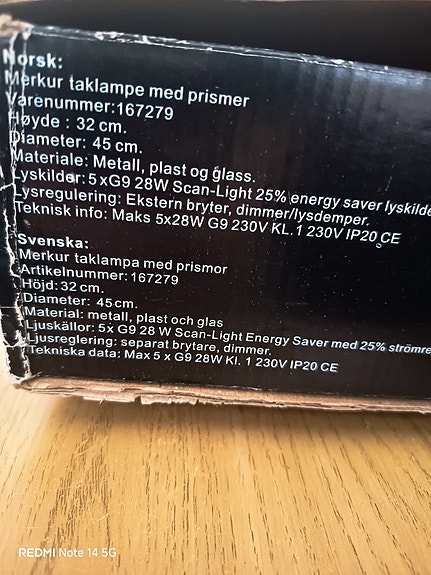 Norsk:
Merkur taklampe med prismer
Varenummer:167279
Høyde : 32 cm.
Diameter: 45 cm.
Materiale: Metall, plast og glass.
Lyskilder: 5 xG9 28W Scan-Light 25% energy saver lyskilde
Lysregulering: Ekstern bryter, dimmer/lysdemper.
Teknisk info: Maks 5x28W G9 230V KL.1 230V IP20 CE
Svenska:
Merkur taklampa med prismor
Artikelnummer:167279
Höjd: 32 cm.
Diameter: 45cm.
Material: metall, plast och glas
Ljuskällor: 5x G9 28 W Scan-Light Energy Saver med 25% strömre
Ljusreglering: separat brytare, dimmer.
Tekniska data: Max 5 x G9 28W Kl. 1 230V IP20 CE
REDMI Note 14 5G